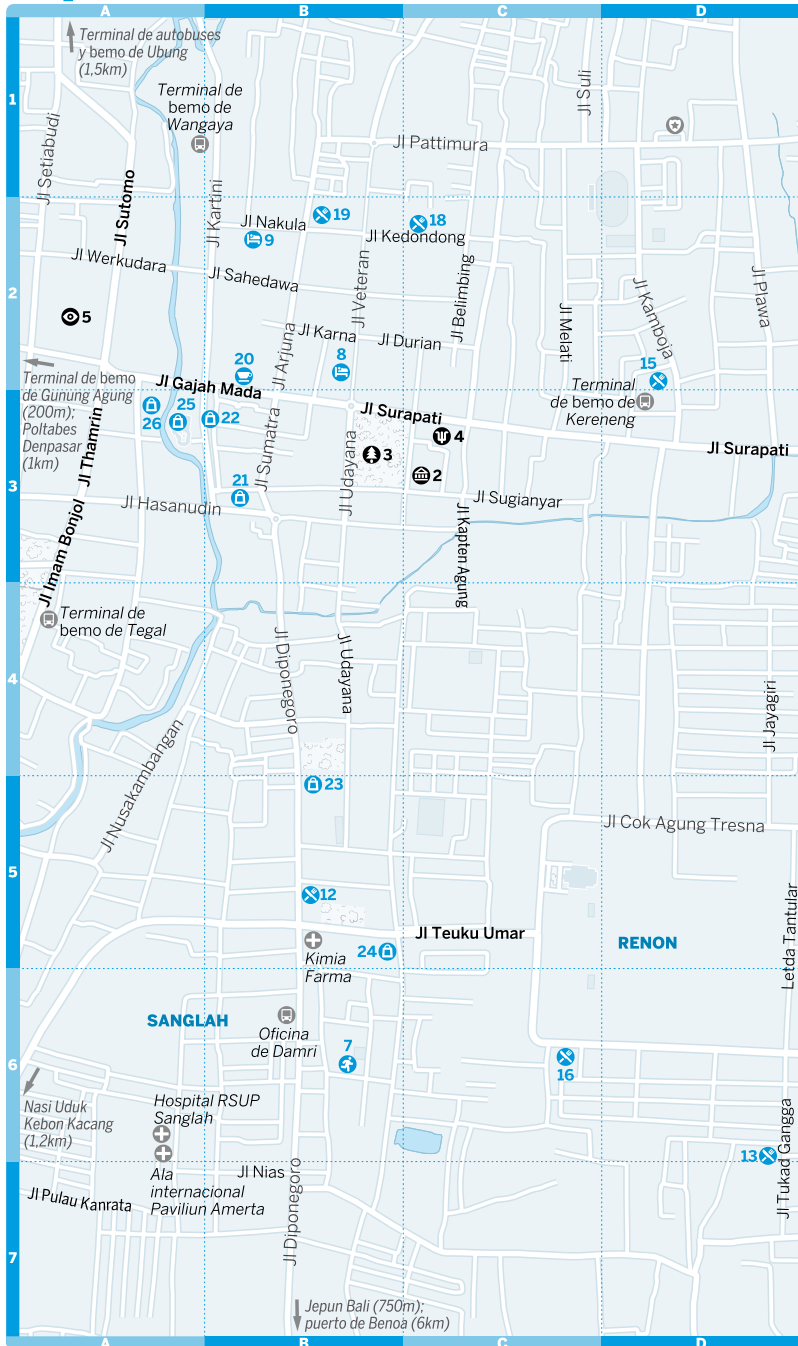 A
B
C
D
Terminal de autobuses
y bemo de Ubung
(1,5km)
1
Terminal de
bemo de
Wangaya
Jl Setiabudi
Jl Sutomo
Jl Kartini
Jl Pattimura
Jl Suli
Jl Nakula
19
18
9
Jl Kedondong
Jl Werkudara
Jl Sahedawa
Jl Veteran
Jl Belimbing
2
5
Jl Karna
Jl Durian
Jl Arjuna
Jl Melati
Jl Kamboja
Jl Plawa
20
8
15
Jl Gajah Mada
Terminal de bemo
de Gunung Agung
(200m);
Poltabes
Denpasar
(1km)
Terminal
de bemo de
Kereneng
25
26
22
Jl Surapati
4
3
2
Jl Surapati
Jl Thamrin
Jl Sumatra
Jl Udayana
3
21
Jl Hasanudin
Jl Sugianyar
Jl Imam Bonjol
Jl Kapten Agung
Terminal de
bemo de Tegal
4
Jl Diponegoro
Jl Udayana
Jl Jayagiri
Jl Nusakambangan
23
Jl Cok Agung Tresna
5
12
Jl Teuku Umar
24
RENON
Letda Tantular
Kimia
Farma
SANGLAH
Oficina
de Damri
7
6
16
Nasi Uduk
Kebon Kacang
(1,2km)
Hospital RSUP
Sanglah
13
Jl Tukad Gangga
Ala
internacional
Paviliun Amerta
Jl Nias
Jl Pulau Kanrata
Jl Diponegoro
7
Jepun Bali (750m);
puerto de Benoa (6km)
A
B
C
D